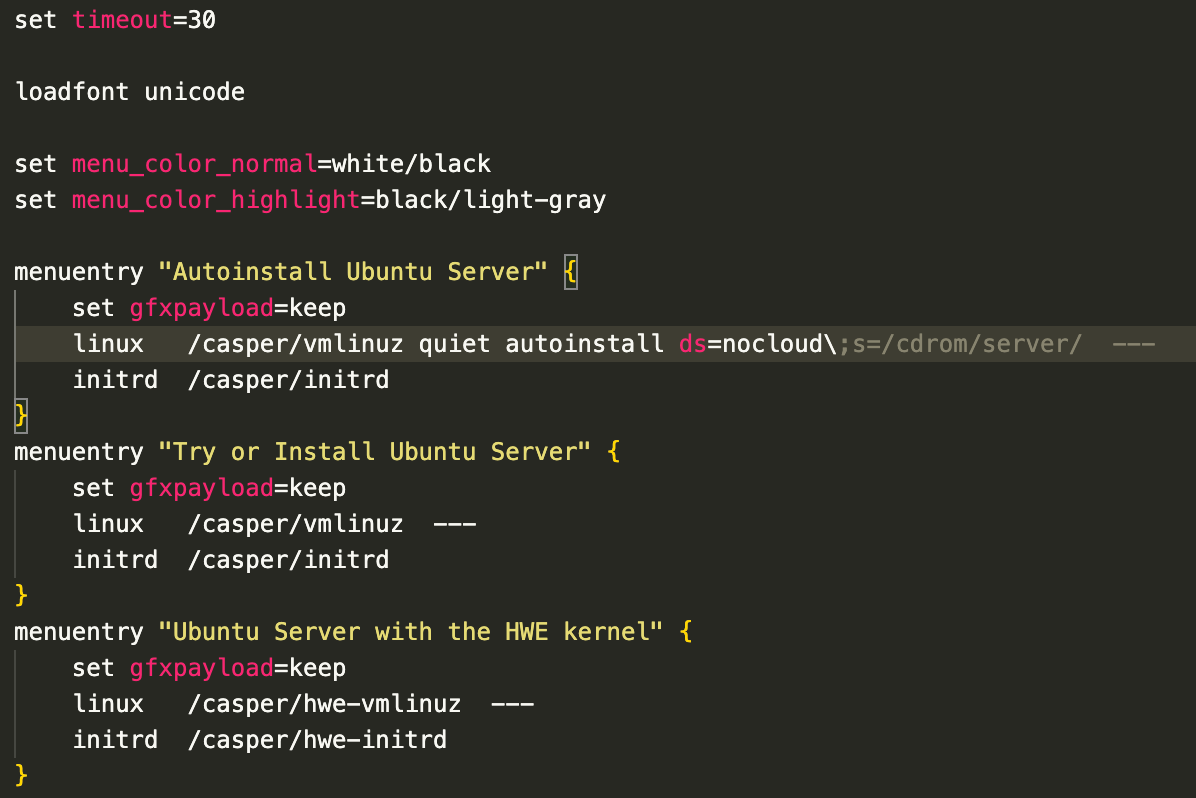 set timeout=30
loadfont unicode
set menu_color_normal=white/black
set menu_color_highlight=black/light-gray
menuentry "Autoinstall Ubuntu Server" {
    set gfxpayload=keep
    linux   /casper/vmlinuz quiet autoinstall ds=nocloud\;s=/cdrom/server/  ---
    initrd  /casper/initrd
}
menuentry "Try or Install Ubuntu Server" {
    set gfxpayload=keep
    linux   /casper/vmlinuz  ---
    initrd  /casper/initrd
}
menuentry "Ubuntu Server with the HWE kernel" {
    set gfxpayload=keep
    linux   /casper/hwe-vmlinuz  ---
    initrd  /casper/hwe-initrd
}